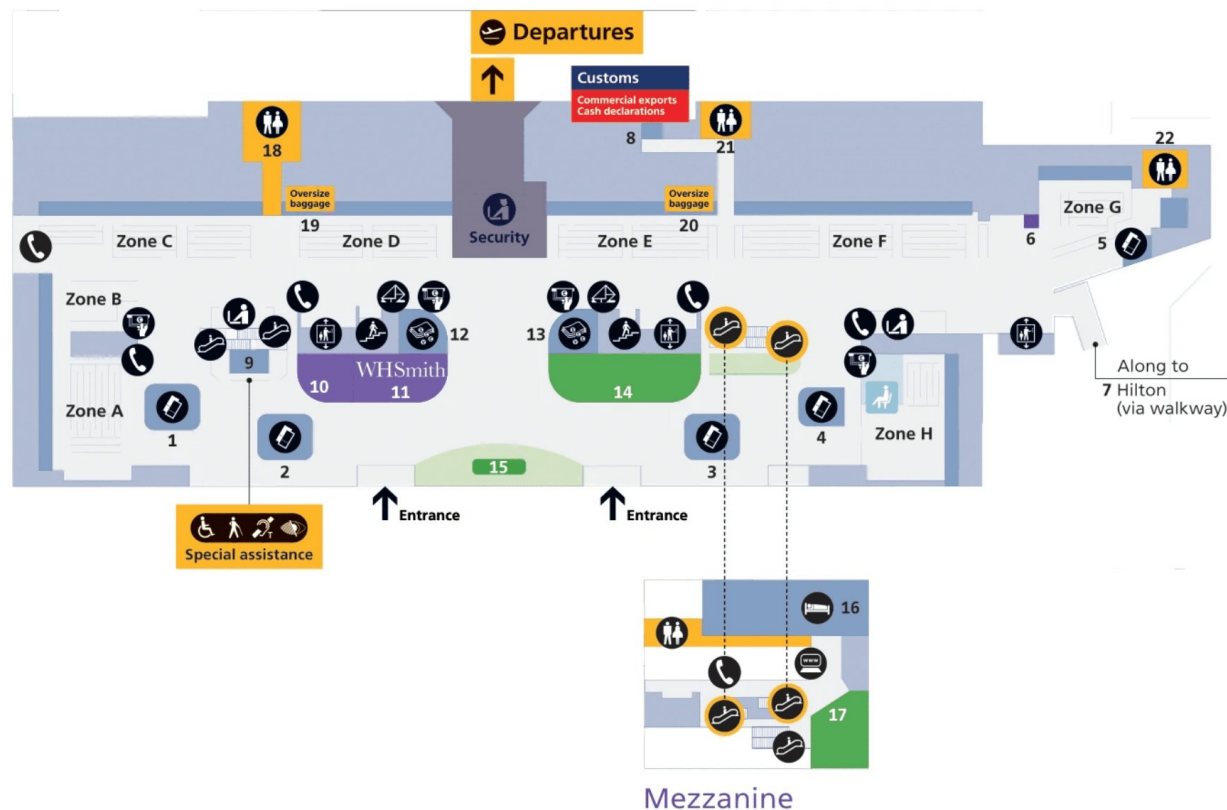 Departures
Customs
Commercial exports
Cash declarations
8
18
21
22
Oversize
baggage
19
Oversize
baggage
20
Zone C
Zone D
Security
Zone E
Zone F
Zone G
6
5
Zone B
12
13
9
WHSmith
10
11
14
Along to
7 Hilton
(via walkway)
Zone A
1
2
3
4
Zone H
15
Entrance
Entrance
Special assistance
16
www
17
Mezzanine